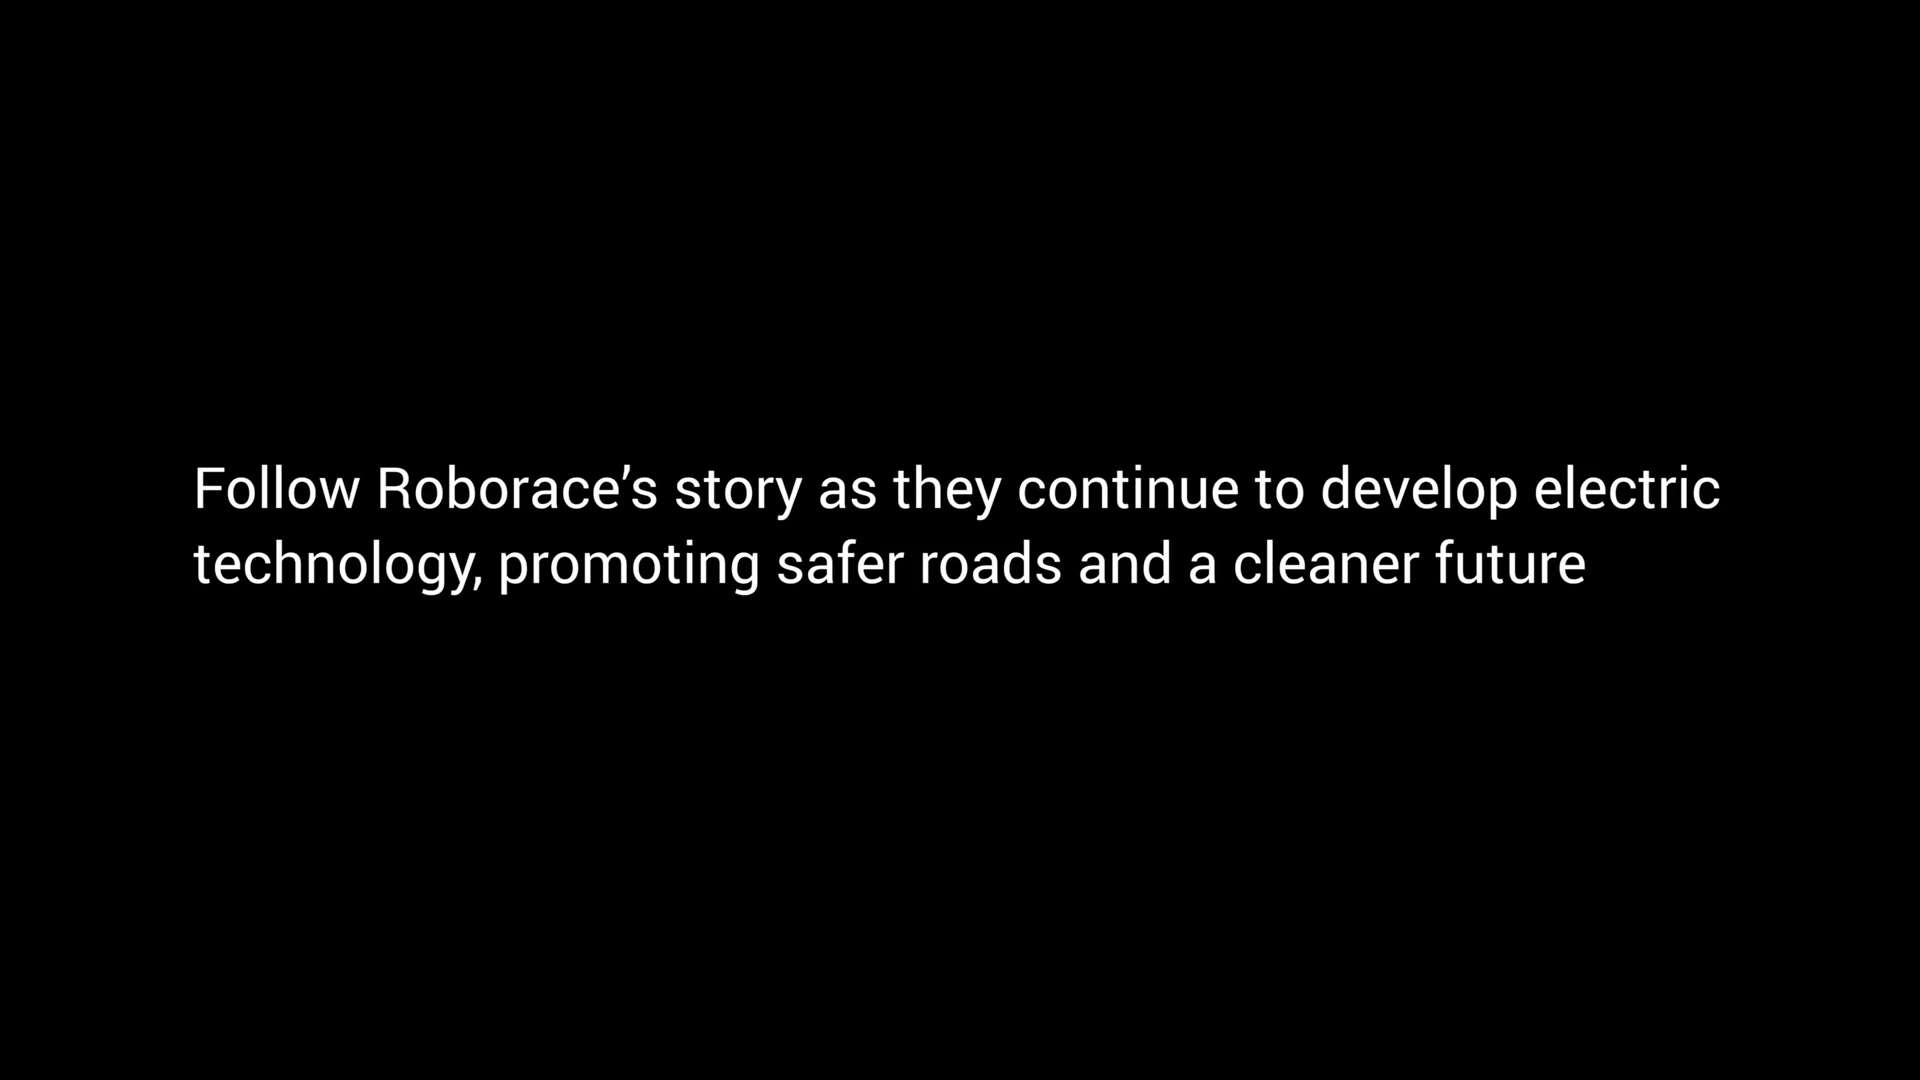 Follow Roborace’s story as they continue to develop electric
technology, promoting safer roads and a cleaner future